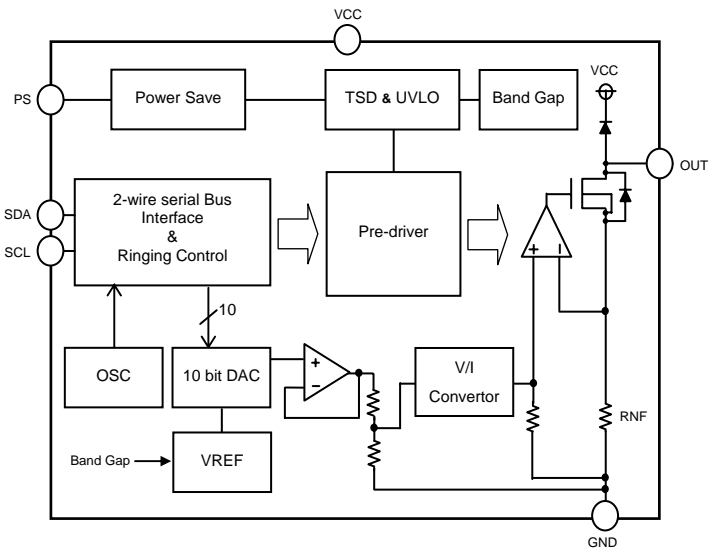 VCC
VCC
PS
Power Save
TSD & UVLO
Band Gap
OUT
SDA
SCL
2-wire serial Bus
Interface
&
Ringing Control
Pre-driver
+
−
10
OSC
10 bit DAC
+
−
V/I
Convertor
RNF
Band Gap
VREF
GND